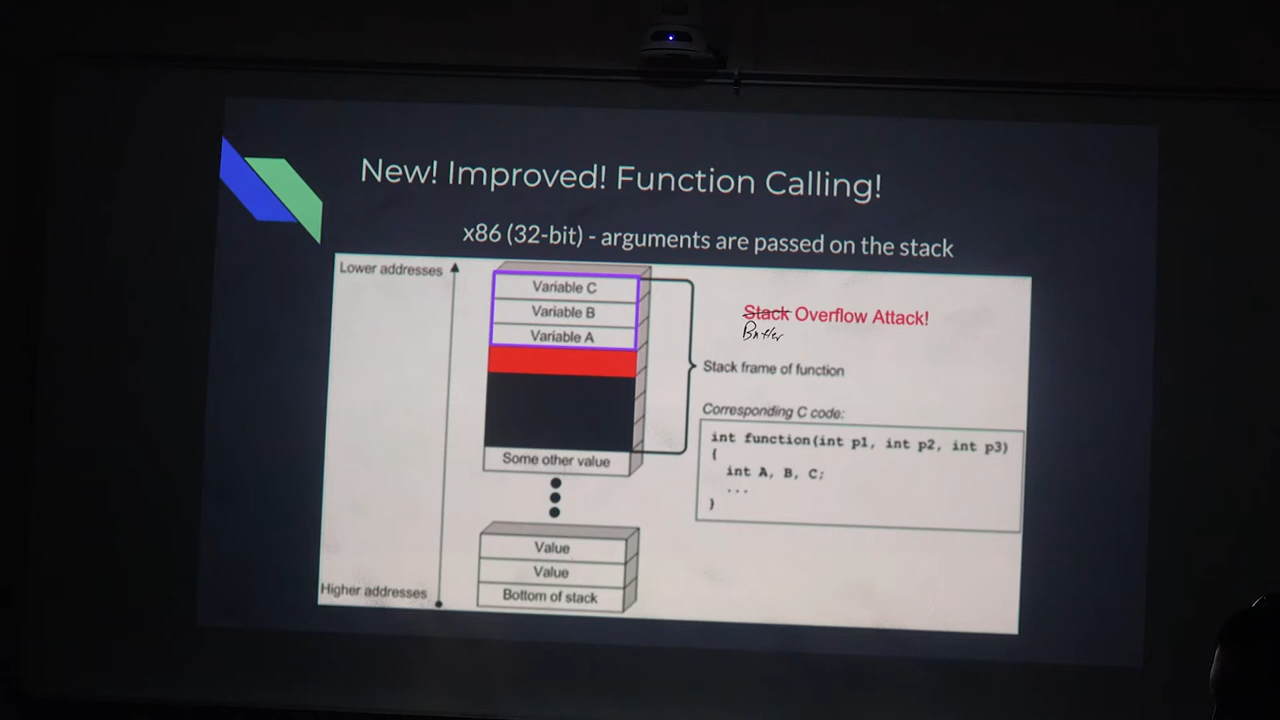 New! Improved! Function Calling!
x86 (32-bit) - arguments are passed on the stack
Lower addresses
Variable C
Variable B
Variable A
Some other value
Value
Value
Bottom of stack
Higher addresses
Stack Overflow Attack!
Buffer
Stack frame of function
Corresponding C code:
int function(int p1, int p2, int p3)
{
int A, B, C;
...
}